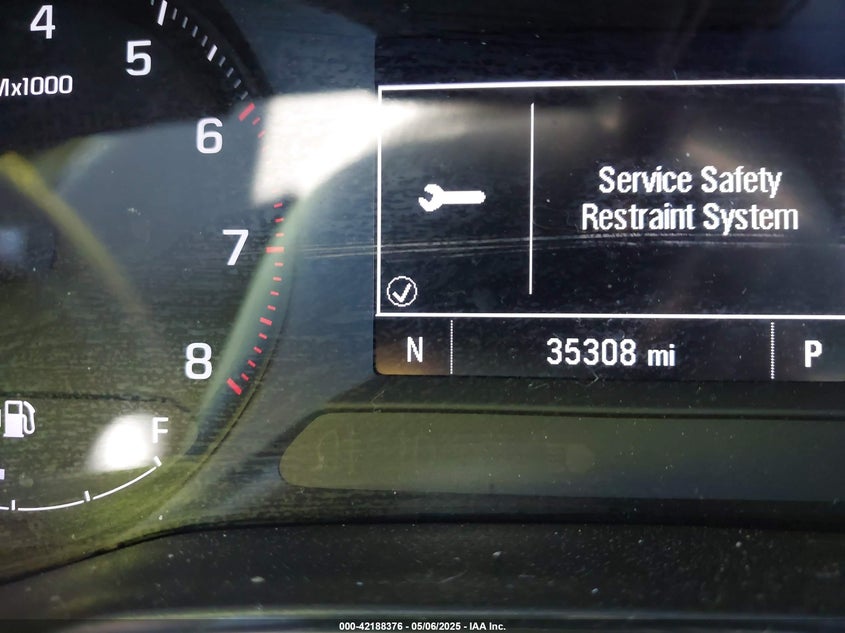 4
5
Mx1000
6
7
8
F
Service Safety
Restraint System
N
35308 mi
P
000-42188376 - 05/06/2025 - IAA Inc.